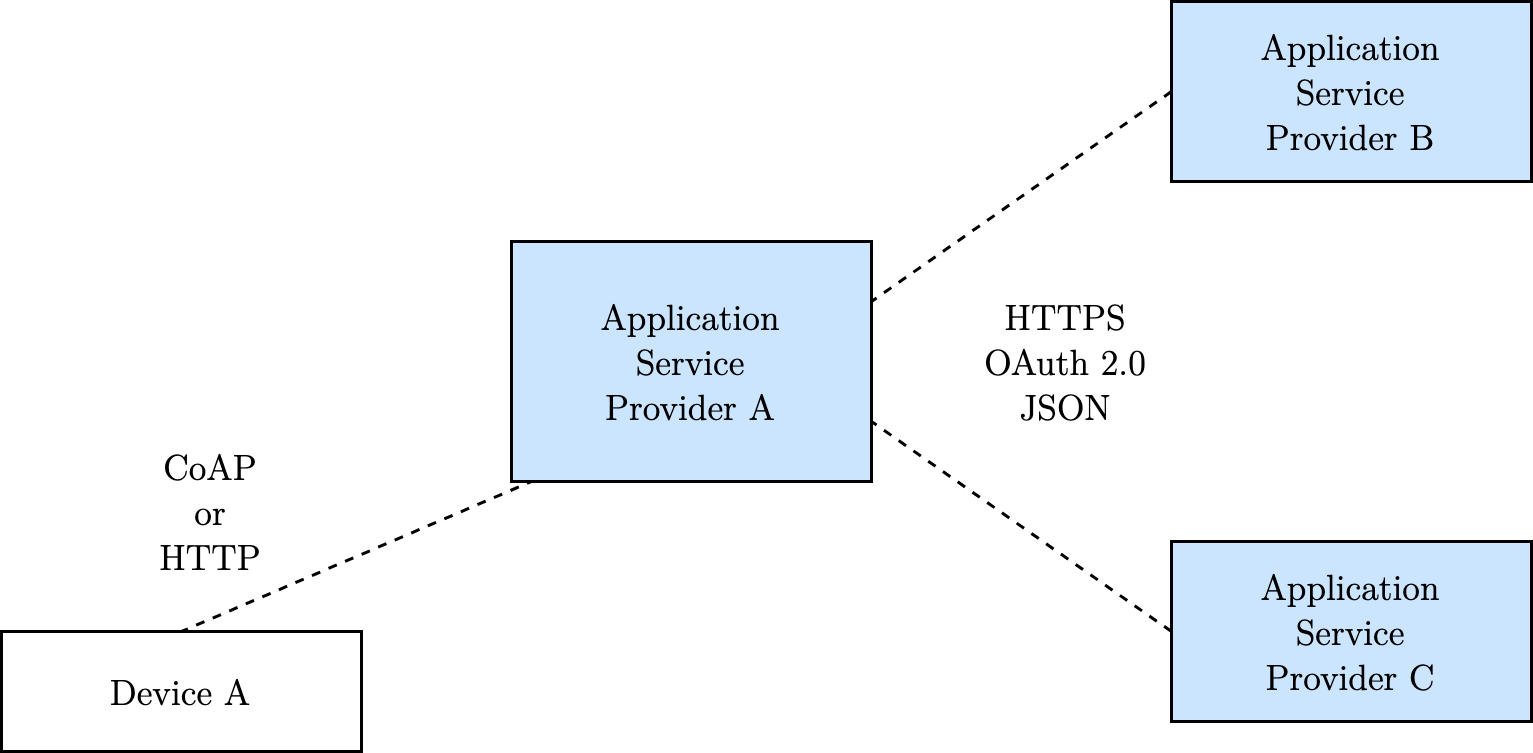 Application
Service
Provider B
Application
Service
Provider A
HTTPS
OAuth 2.0
JSON
CoAP
or
HTTP
Application
Service
Provider C
Device A